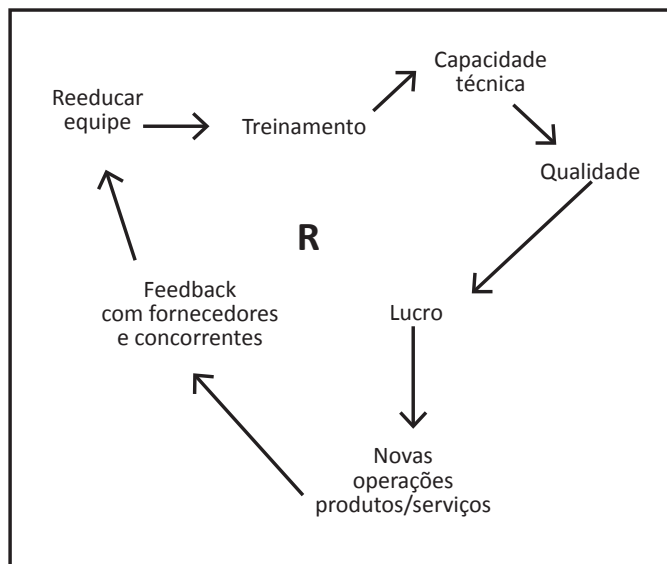 Capacidade
técnica
Reeducar
equipe
Treinamento
Qualidade
R
Feedback
com fornecedores
e concorrentes
Lucro
Novas
operações
produtos/serviços